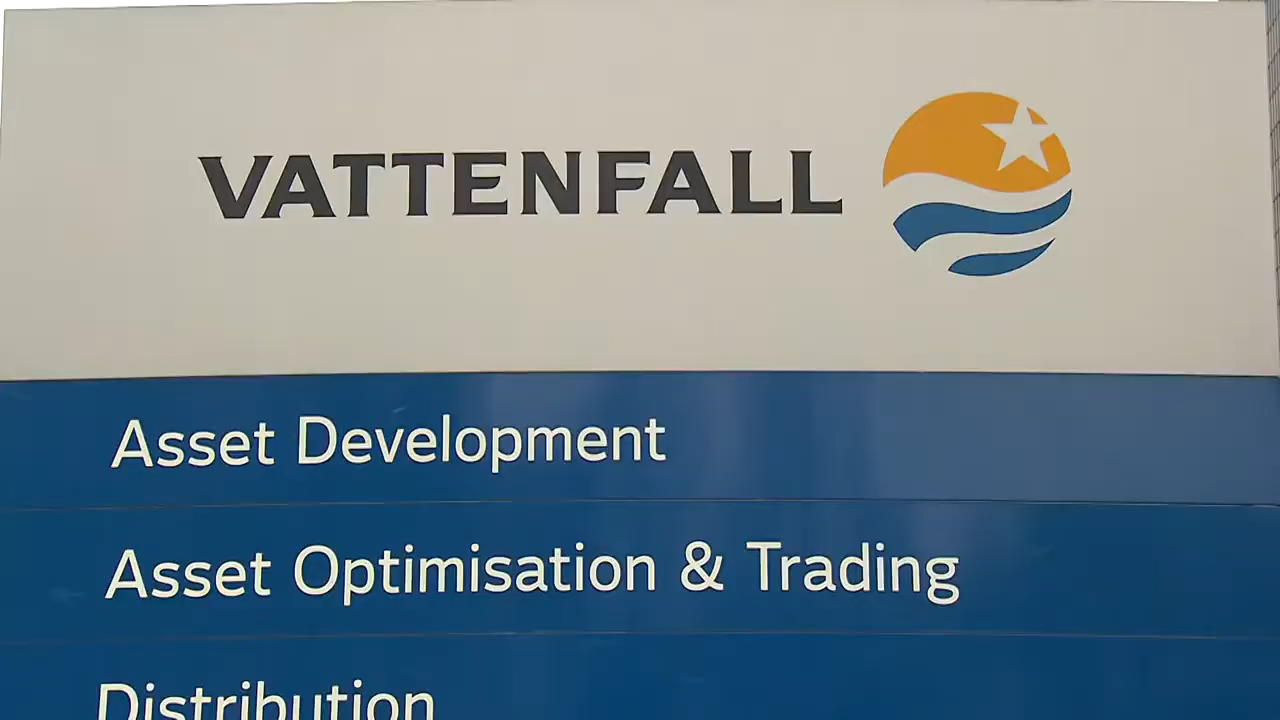 VATTENFALL
Asset Development
Asset Optimisation & Trading
Distribution